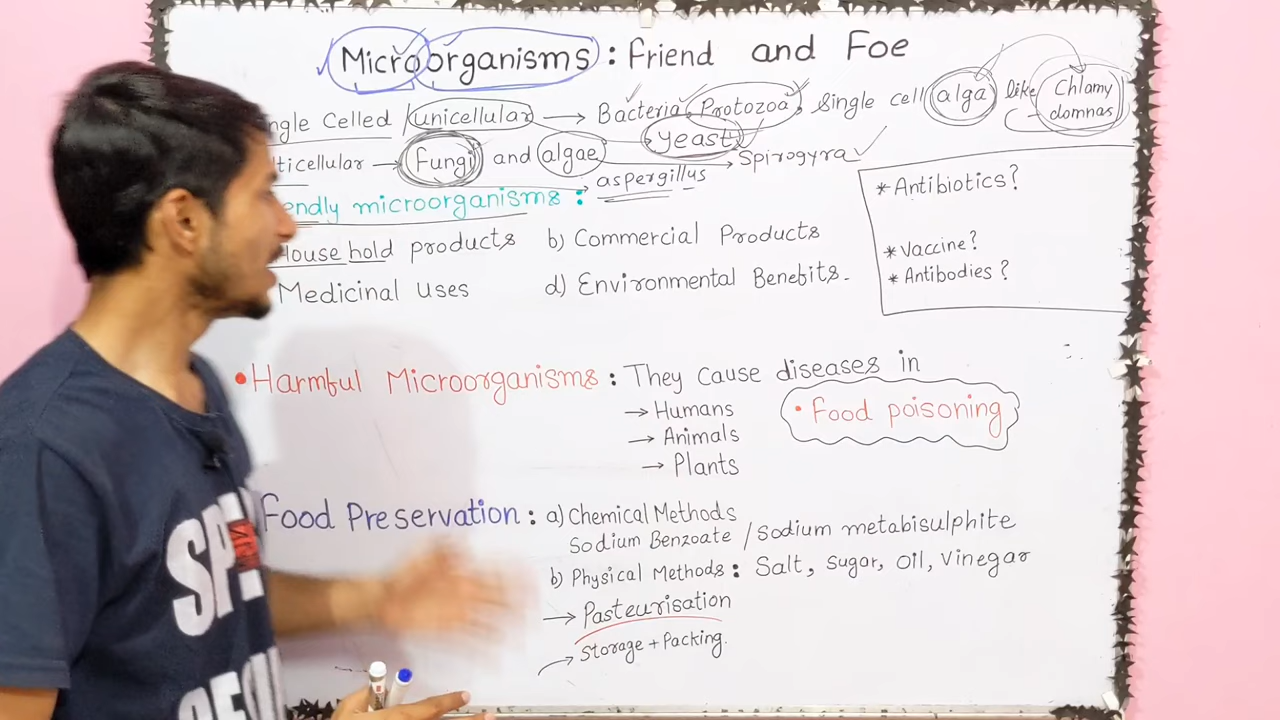 Microorganisms : Friend and Foe
ngle Celled / unicellular → Bacteria, Protozoa, single cell alga like Chlamy domnas
yeast
lticellular → Fungi and algae → Spirogyra
aspergillus
endly microorganisms :
House hold products b) Commercial Products
Medicinal uses d) Environmental Benefits.
* Antibiotics?
* Vaccine?
* Antibodies?
• Harmful Microorganisms : They cause diseases in
→ Humans
→ Animals
→ Plants
• Food poisoning
Food Preservation : a) Chemical Methods
Sodium Benzoate / Sodium metabisulphite
b) Physical Methods : Salt, Sugar, Oil, Vinegar
→ Pasteurisation
→ Storage + Packing.